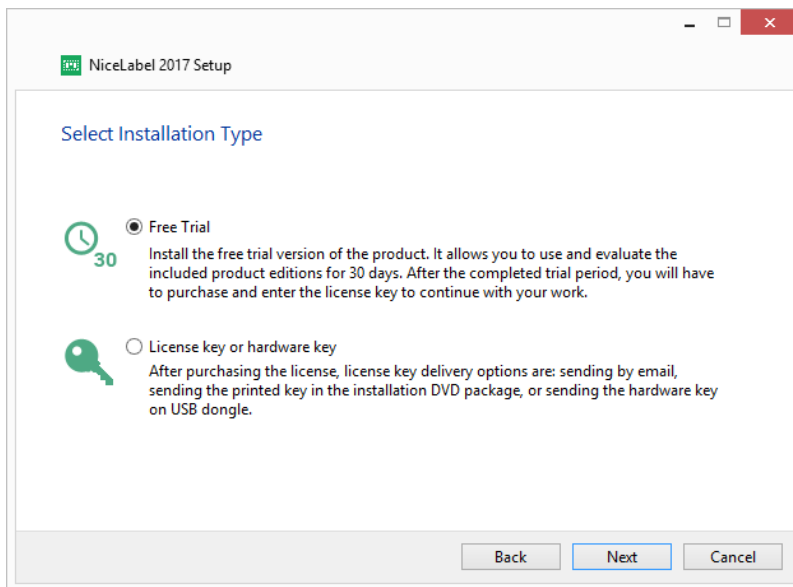 NiceLabel 2017 Setup
Select Installation Type
30
Free Trial
Install the free trial version of the product. It allows you to use and evaluate the
included product editions for 30 days. After the completed trial period, you will have
to purchase and enter the license key to continue with your work.
License key or hardware key
After purchasing the license, license key delivery options are: sending by email,
sending the printed key in the installation DVD package, or sending the hardware key
on USB dongle.
Back
Next
Cancel